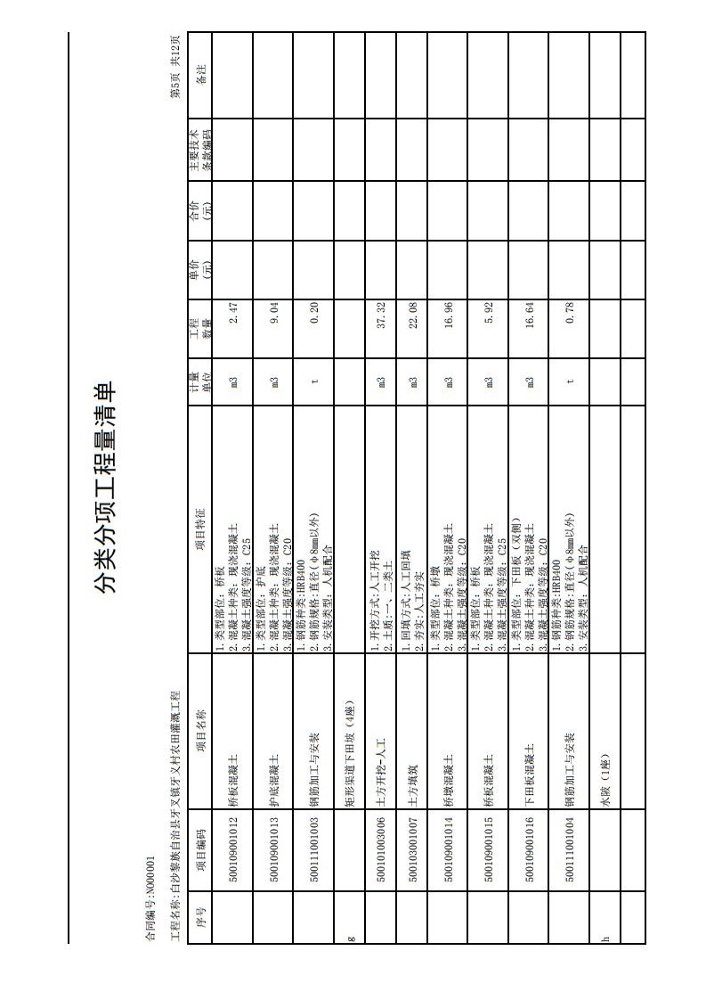 分类分项工程量清单
合同编号:NO00001
工程名称:白沙黎族自治县牙叉镇牙义村农田灌溉工程 第5页 共12页
序号 项目编码 项目名称 项目特征 计量单位 工程数量 单价(元) 合价(元) 主要技术条款编码 备注
500109001012 桥板混凝土 1.类型部位：桥板 m3 2.47
2.混凝土种类：现浇混凝土
3.混凝土强度等级：C25
500109001013 护底混凝土 1.类型部位：护底 m3 9.04
2.混凝土种类：现浇混凝土
3.混凝土强度等级：C20
500111001003 钢筋加工与安装 1.钢筋种类:HRB400 t 0.20
2.钢筋规格:直径(φ8mm以外)
3.安装类型：人机配合
g 矩形渠道下田坡（4座）
500101003006 土方开挖-人工 1.开挖方式:人工开挖 m3 37.32
2.土质:一、二类土
500103001007 土方填筑 1.回填方式:人工回填 m3 22.08
2.夯实:人工夯实
500109001014 桥墩混凝土 1.类型部位：桥墩 m3 16.96
2.混凝土种类：现浇混凝土
3.混凝土强度等级：C20
500109001015 桥板混凝土 1.类型部位：桥板 m3 5.92
2.混凝土种类：现浇混凝土
3.混凝土强度等级：C25
500109001016 下田板混凝土 1.类型部位：下田板（双侧） m3 16.64
2.混凝土种类：现浇混凝土
3.混凝土强度等级：C20
500111001004 钢筋加工与安装 1.钢筋种类:HRB400 t 0.78
2.钢筋规格:直径(φ8mm以外)
3.安装类型：人机配合
h 水陂（1座）